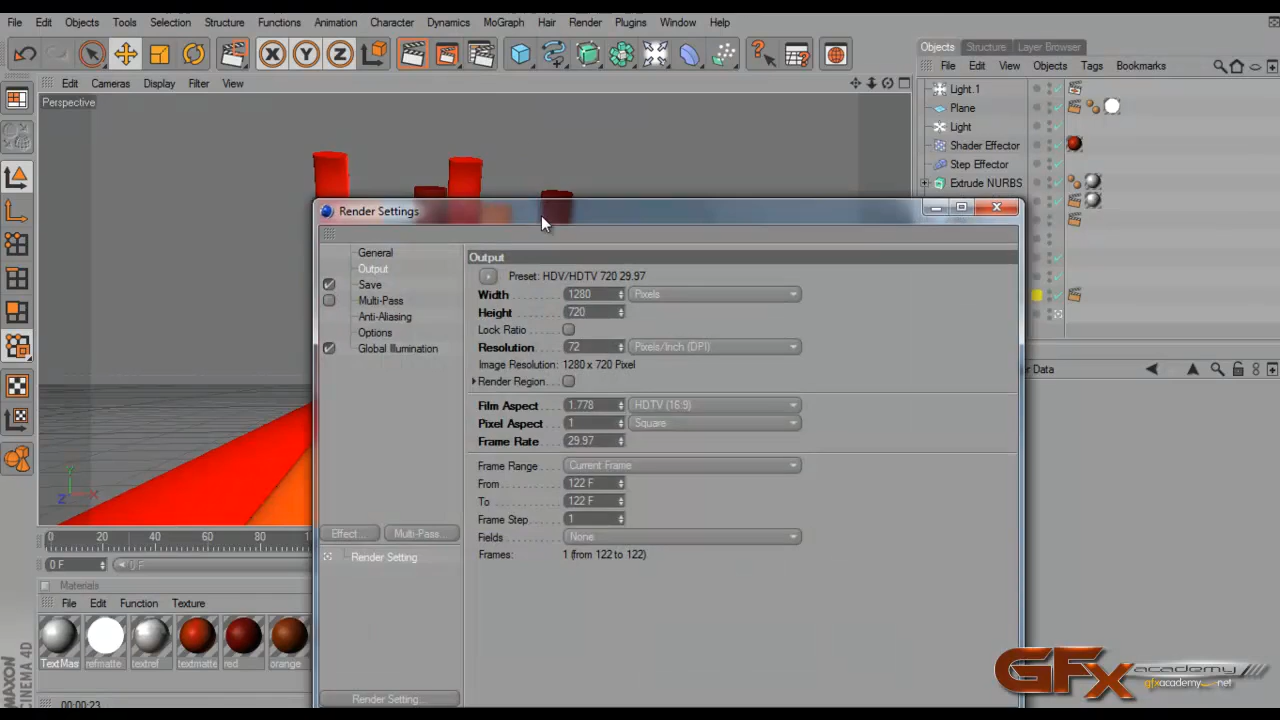 File Edit Objects Tools Selection Structure Functions Animation Character Dynamics MoGraph Hair Render Plugins Window Help
X Y Z
Objects Structure Layer Browser
Edit Cameras Display Filter View
File Edit View Objects Tags Bookmarks
Perspective
Light.1
Plane
Light
Shader Effector
Step Effector
Extrude NURBS
Render Settings
General
Output
Save
Multi-Pass
Anti-Aliasing
Options
Global Illumination
Effect... Multi-Pass...
Render Setting
Render Setting...
Output
Preset: HDV/HDTV 720 29.97
Width 1280 Pixels
Height 720
Lock Ratio
Resolution 72 Pixels/Inch (DPI)
Image Resolution: 1280 x 720 Pixel
Render Region
Film Aspect 1.778 HDTV (16:9)
Pixel Aspect 1 Square
Frame Rate 29.97
Frame Range Current Frame
From 122 F
To 122 F
Frame Step 1
Fields None
Frames: 1 (from 122 to 122)
er Data
Y
Z X
0 20 40 60 80
0 F 0 F
Materials
File Edit Function Texture
TextMas refmatte textref textmatte red orange
MAXON
CINEMA 4D
00:00:23
GFx academy
gfxacademy.net